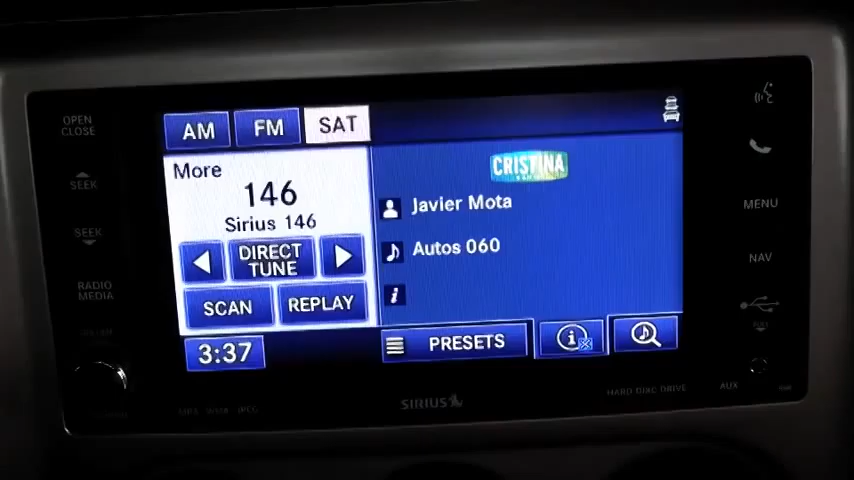 OPEN
CLOSE
SEEK
SEEK
RADIO
MEDIA
AM FM SAT
More
146
Sirius 146
DIRECT
TUNE
SCAN REPLAY
3:37
CRISTINA
Javier Mota
Autos 060
i
PRESETS
i
MENU
NAV
SIRIUS
HARD DISC DRIVE
AUX